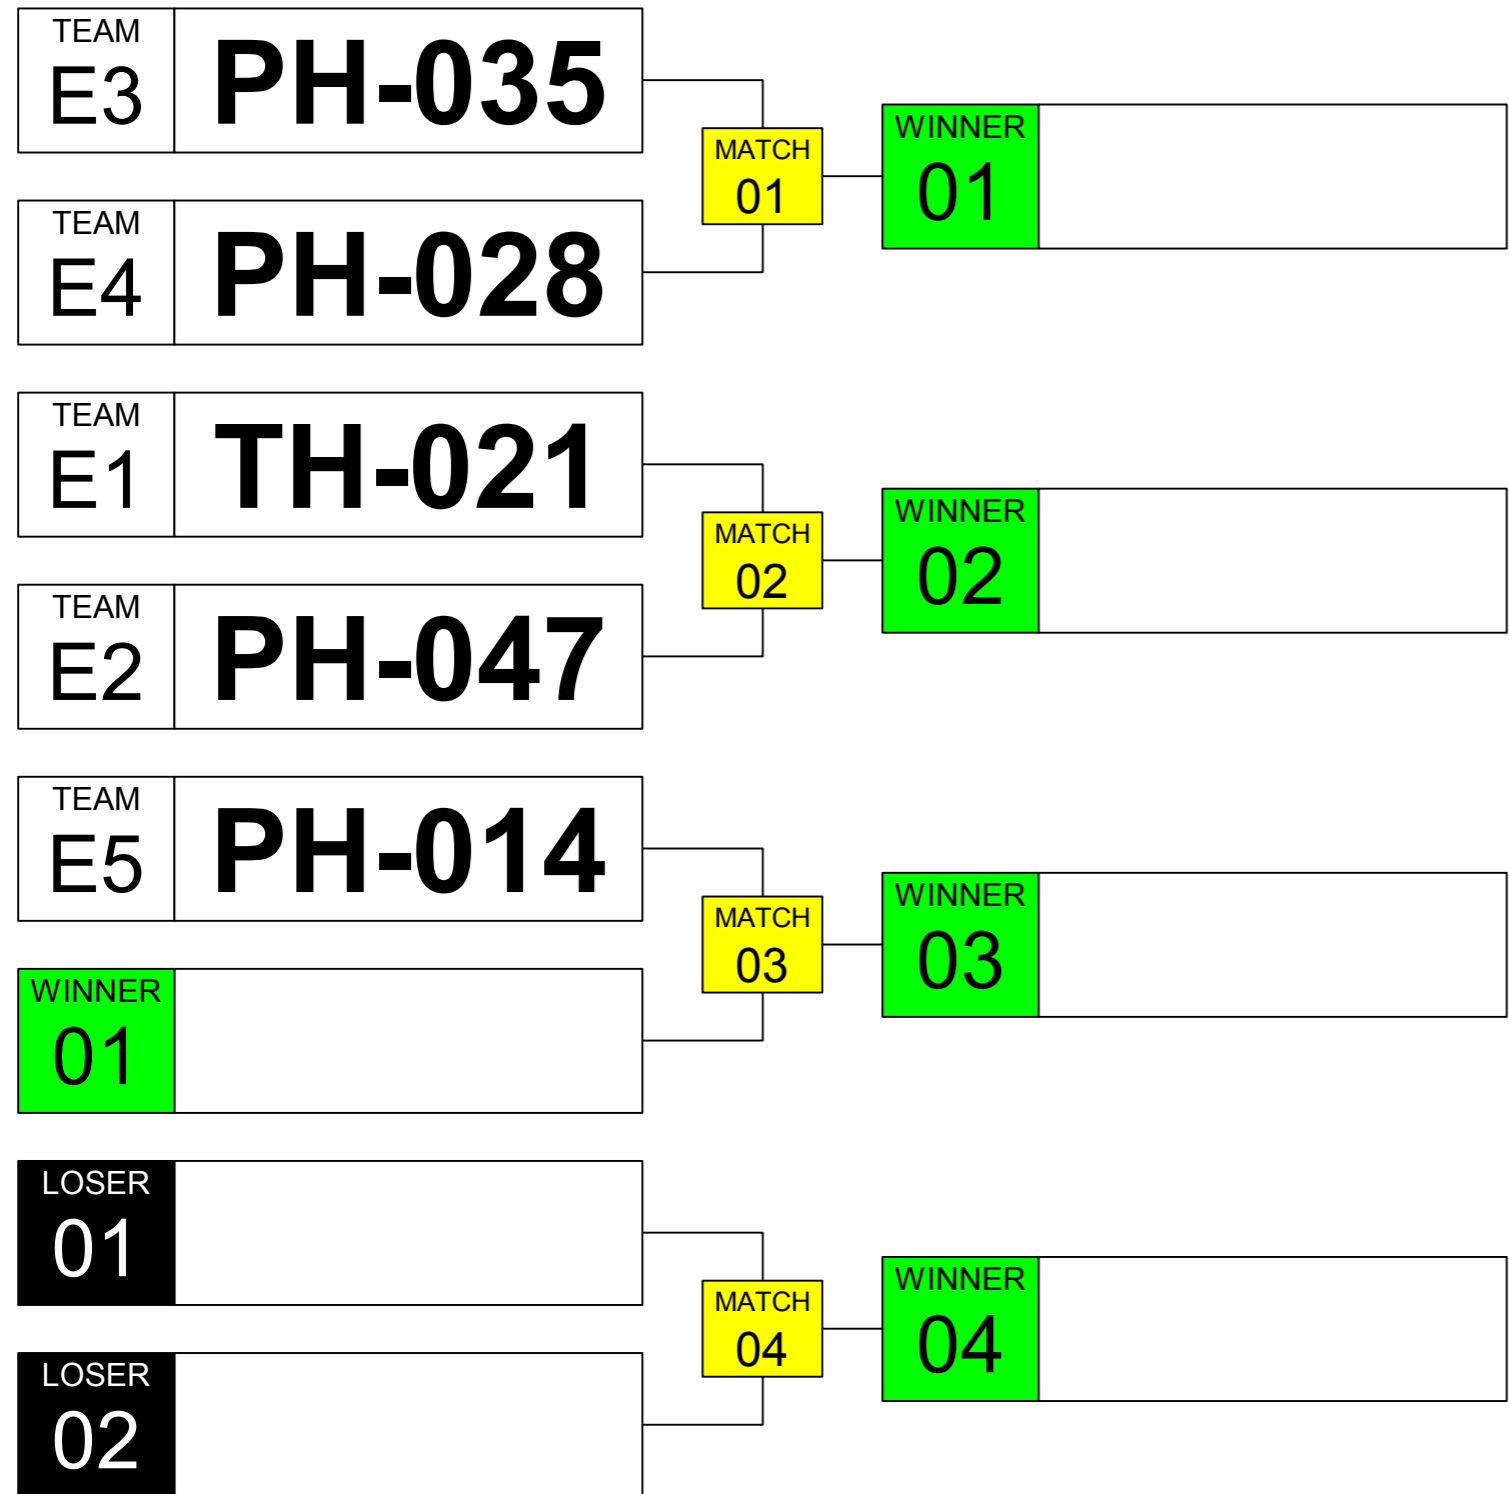 TEAM
E3
PH-035
TEAM
E4
PH-028
MATCH
01
WINNER
01
TEAM
E1
TH-021
TEAM
E2
PH-047
MATCH
02
WINNER
02
TEAM
E5
PH-014
WINNER
01
MATCH
03
WINNER
03
LOSER
01
LOSER
02
MATCH
04
WINNER
04